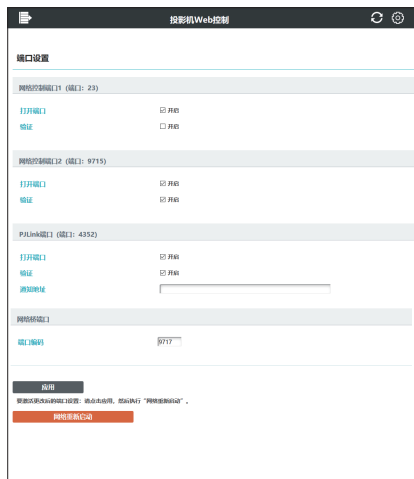 投影机Web控制
端口设置
网络控制端口1 (端口: 23)
打开端口 开启
验证 开启
网络控制端口2 (端口: 9715)
打开端口 开启
验证 开启
PJLink端口 (端口: 4352)
打开端口 开启
验证 开启
通知地址
网络桥端口
端口编码 9717
应用
要激活更改后的端口设置: 请点击应用, 然后执行 "网络重新启动" 。
网络重新启动